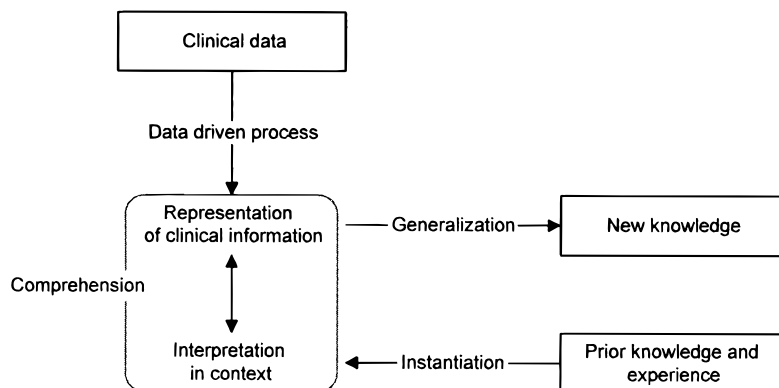 Clinical data
Data driven process
Representation
of clinical information
Generalization
New knowledge
Comprehension
Interpretation
in context
Instantiation
Prior knowledge and
experience